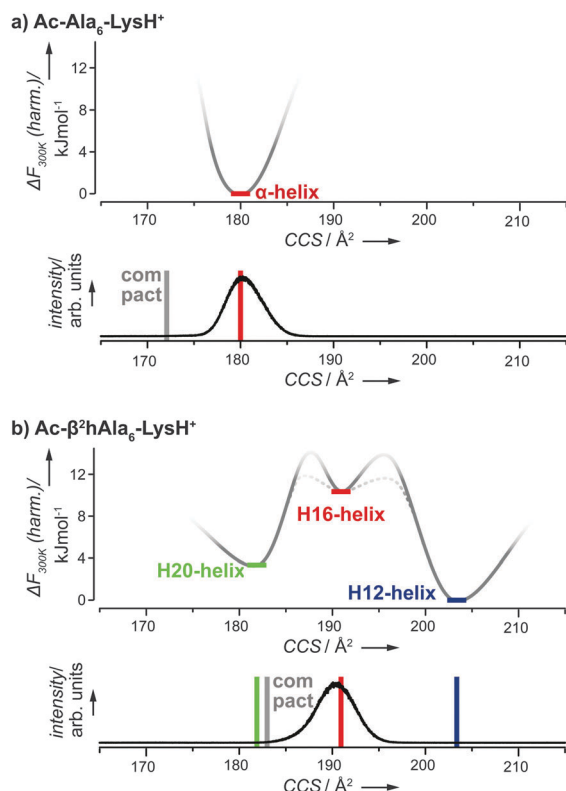 a) Ac-Ala₆-LysH⁺
ΔF₃₀₀K (harm.)/
kJmol⁻¹
12
8
4
0
α-helix
170 180 190 200 210
CCS / Å²
intensity/
arb. units
com
pact
170 180 190 200 210
CCS / Å²
b) Ac-β²hAla₆-LysH⁺
ΔF₃₀₀K (harm.)/
kJmol⁻¹
12
8
4
0
H16-helix
H20-helix
H12-helix
170 180 190 200 210
CCS / Å²
intensity/
arb. units
com
pact
170 180 190 200 210
CCS / Å²